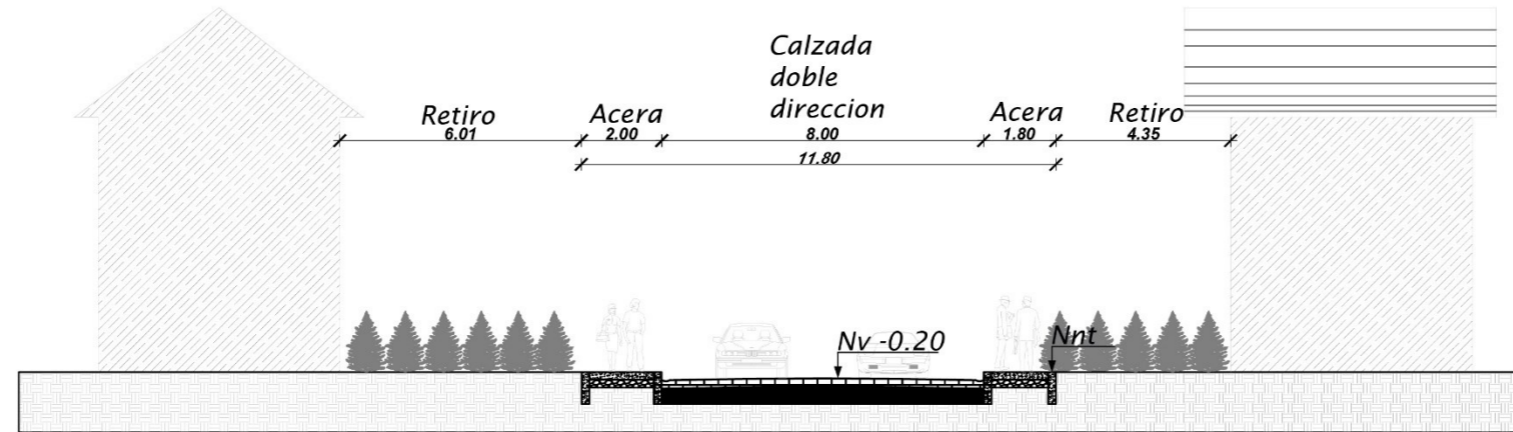 Calzada
doble
direccion
Retiro
Acera
Acera
Retiro
6.01
2.00
8.00
1.80
4.35
11.80
Nv -0.20
Nnt